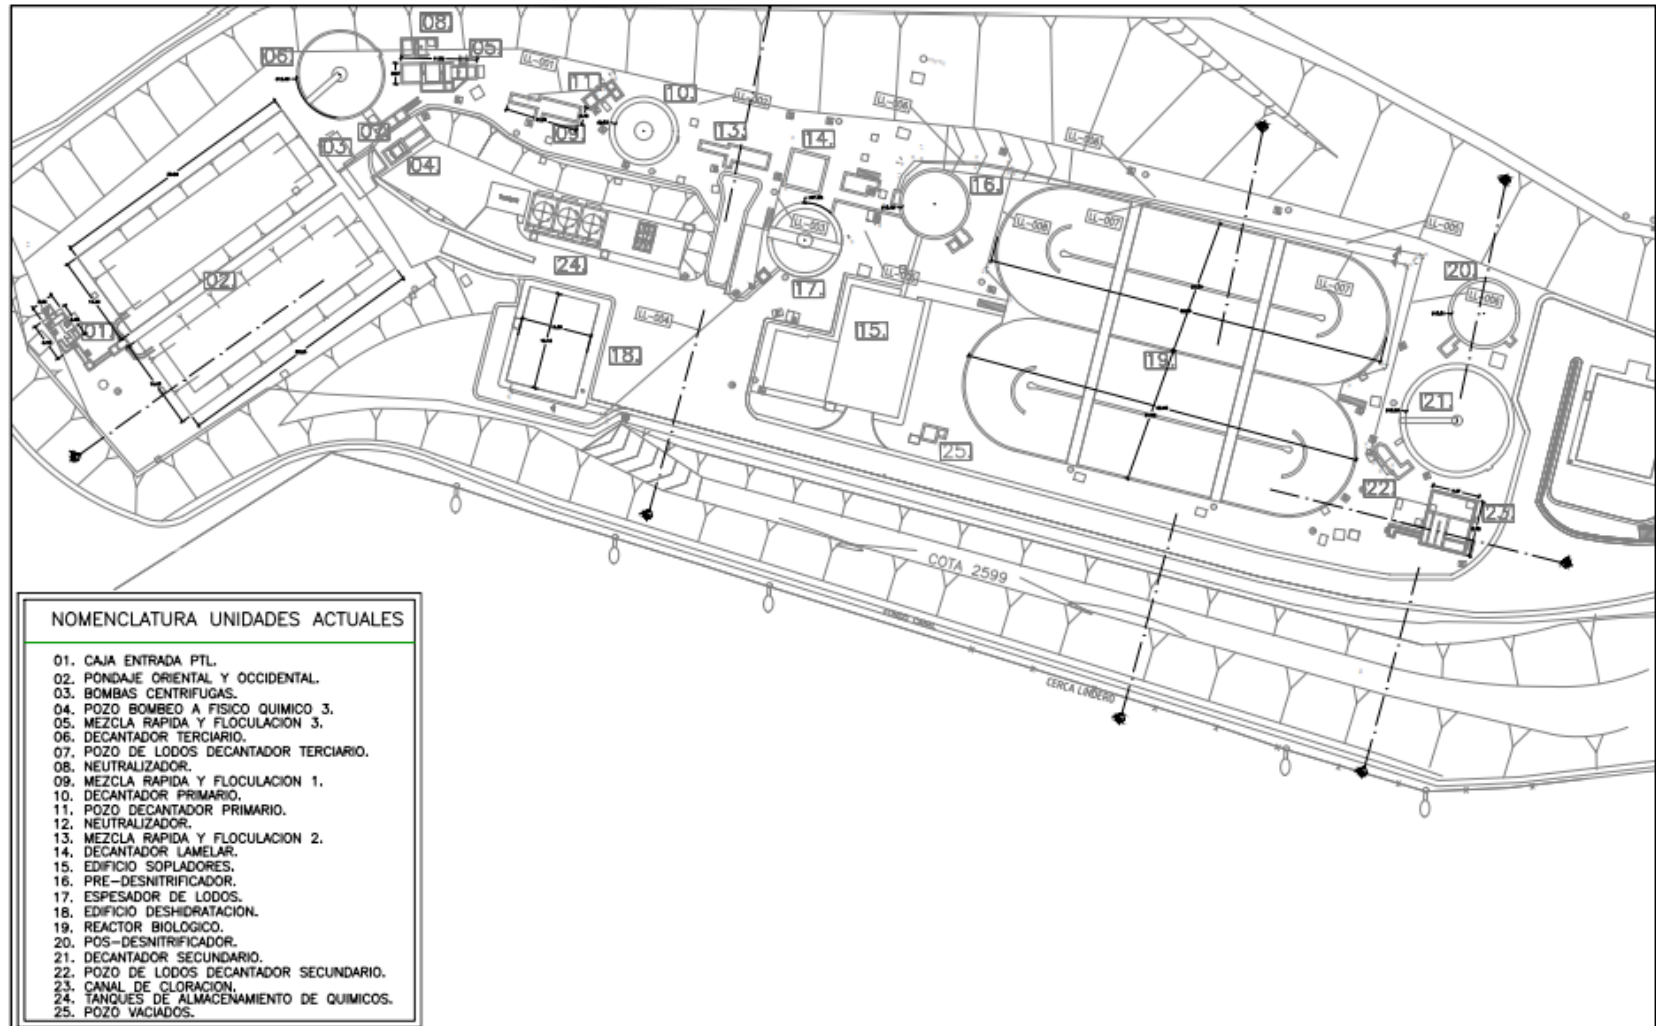 08.
06.
05.
LL-001
11.
10.
LL-002
LL-006
09.
13.
14.
LL-006
03.
04.
16.
LL-003
LL-006
LL-007
LL-005
24.
20.
02.
17.
LL-007
LL-006
01.
LL-004
15.
18.
19.
21.
25.
22.
23.
COTA 2599
CERCA LINDERO
NOMENCLATURA UNIDADES ACTUALES
01. CAJA ENTRADA PTL.
02. PONDAJE ORIENTAL Y OCCIDENTAL.
03. BOMBAS CENTRIFUGAS.
04. POZO BOMBEO A FISICO QUIMICO 3.
05. MEZCLA RAPIDA Y FLOCULACION 3.
06. DECANTADOR TERCIARIO.
07. POZO DE LODOS DECANTADOR TERCIARIO.
08. NEUTRALIZADOR.
09. MEZCLA RAPIDA Y FLOCULACION 1.
10. DECANTADOR PRIMARIO.
11. POZO DECANTADOR PRIMARIO.
12. NEUTRALIZADOR.
13. MEZCLA RAPIDA Y FLOCULACION 2.
14. DECANTADOR LAMELAR.
15. EDIFICIO SOPLADORES.
16. PRE-DESNITRIFICADOR.
17. ESPESADOR DE LODOS.
18. EDIFICIO DESHIDRATACION.
19. REACTOR BIOLOGICO.
20. POS-DESNITRIFICADOR.
21. DECANTADOR SECUNDARIO.
22. POZO DE LODOS DECANTADOR SECUNDARIO.
23. CANAL DE CLORACION.
24. TANQUES DE ALMACENAMIENTO DE QUIMICOS.
25. POZO VACIADOS.